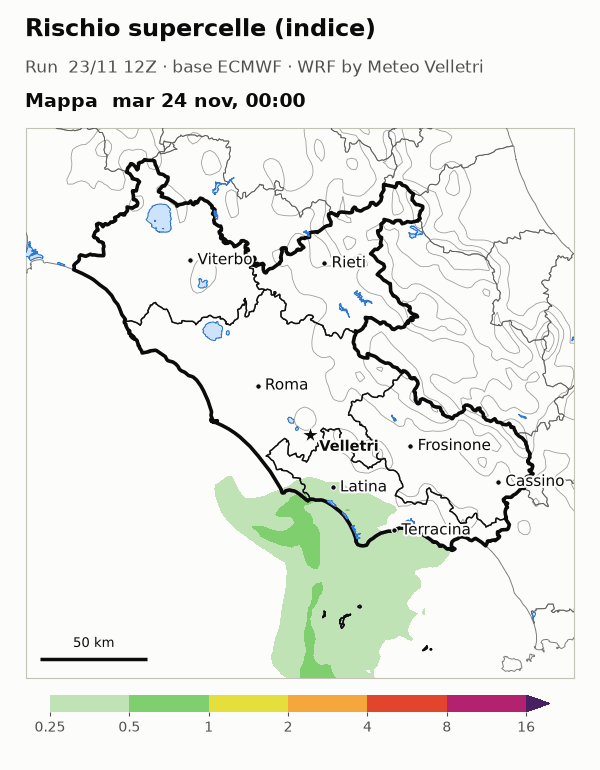 Rischio supercelle (indice)
Run  23/11 12Z · base ECMWF · WRF by Meteo Velletri
Mappa  mar 24 nov, 00:00
Viterbo
Rieti
Roma
Velletri
Frosinone
Latina
Cassino
Terracina
50 km
0.25 0.5 1 2 4 8 16